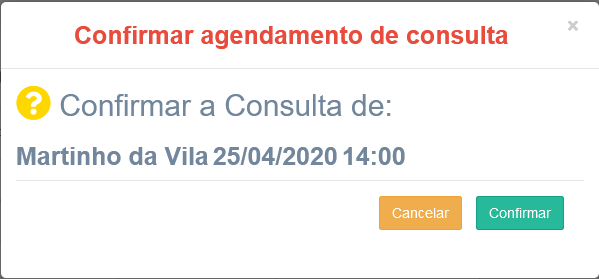 Confirmar agendamento de consulta
×
? Confirmar a Consulta de:
Martinho da Vila 25/04/2020 14:00
Cancelar Confirmar